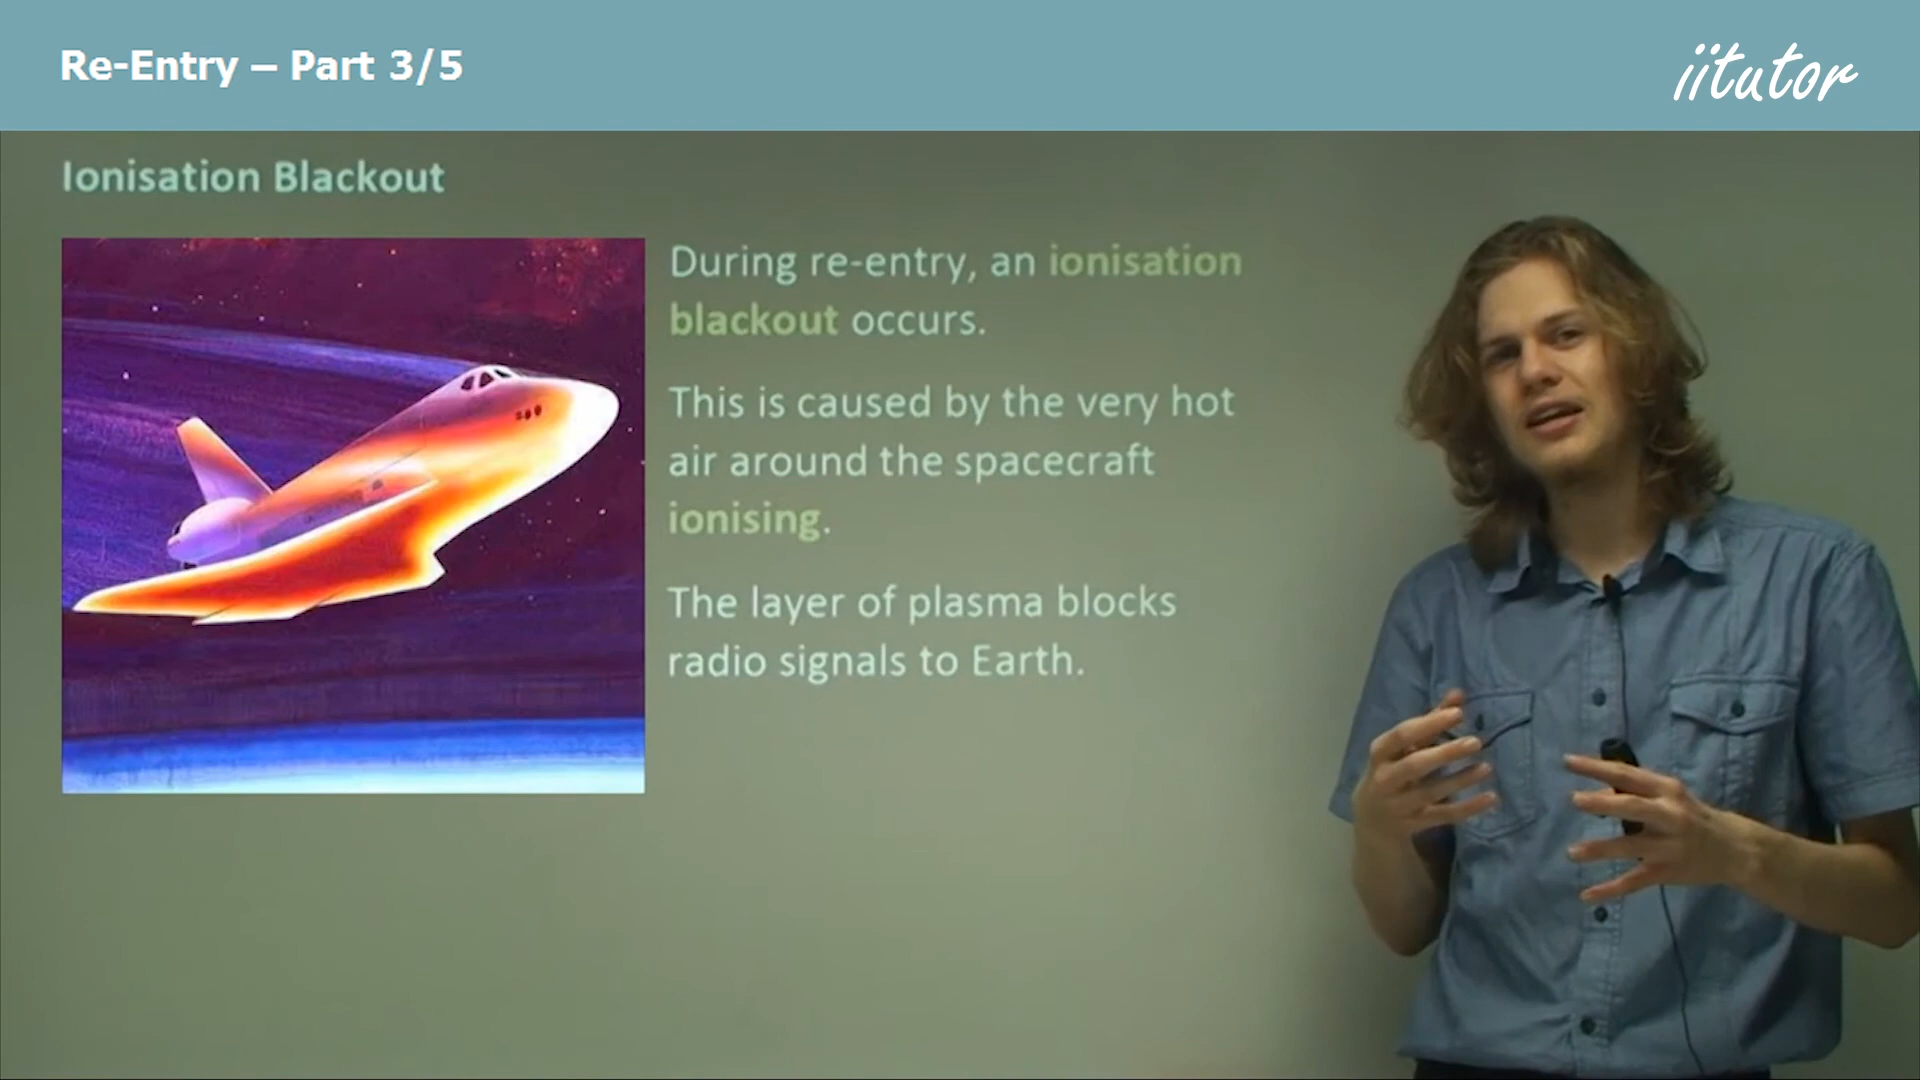 Re-Entry – Part 3/5
iitutor
Ionisation Blackout
During re-entry, an ionisation
blackout occurs.
This is caused by the very hot
air around the spacecraft
ionising.
The layer of plasma blocks
radio signals to Earth.